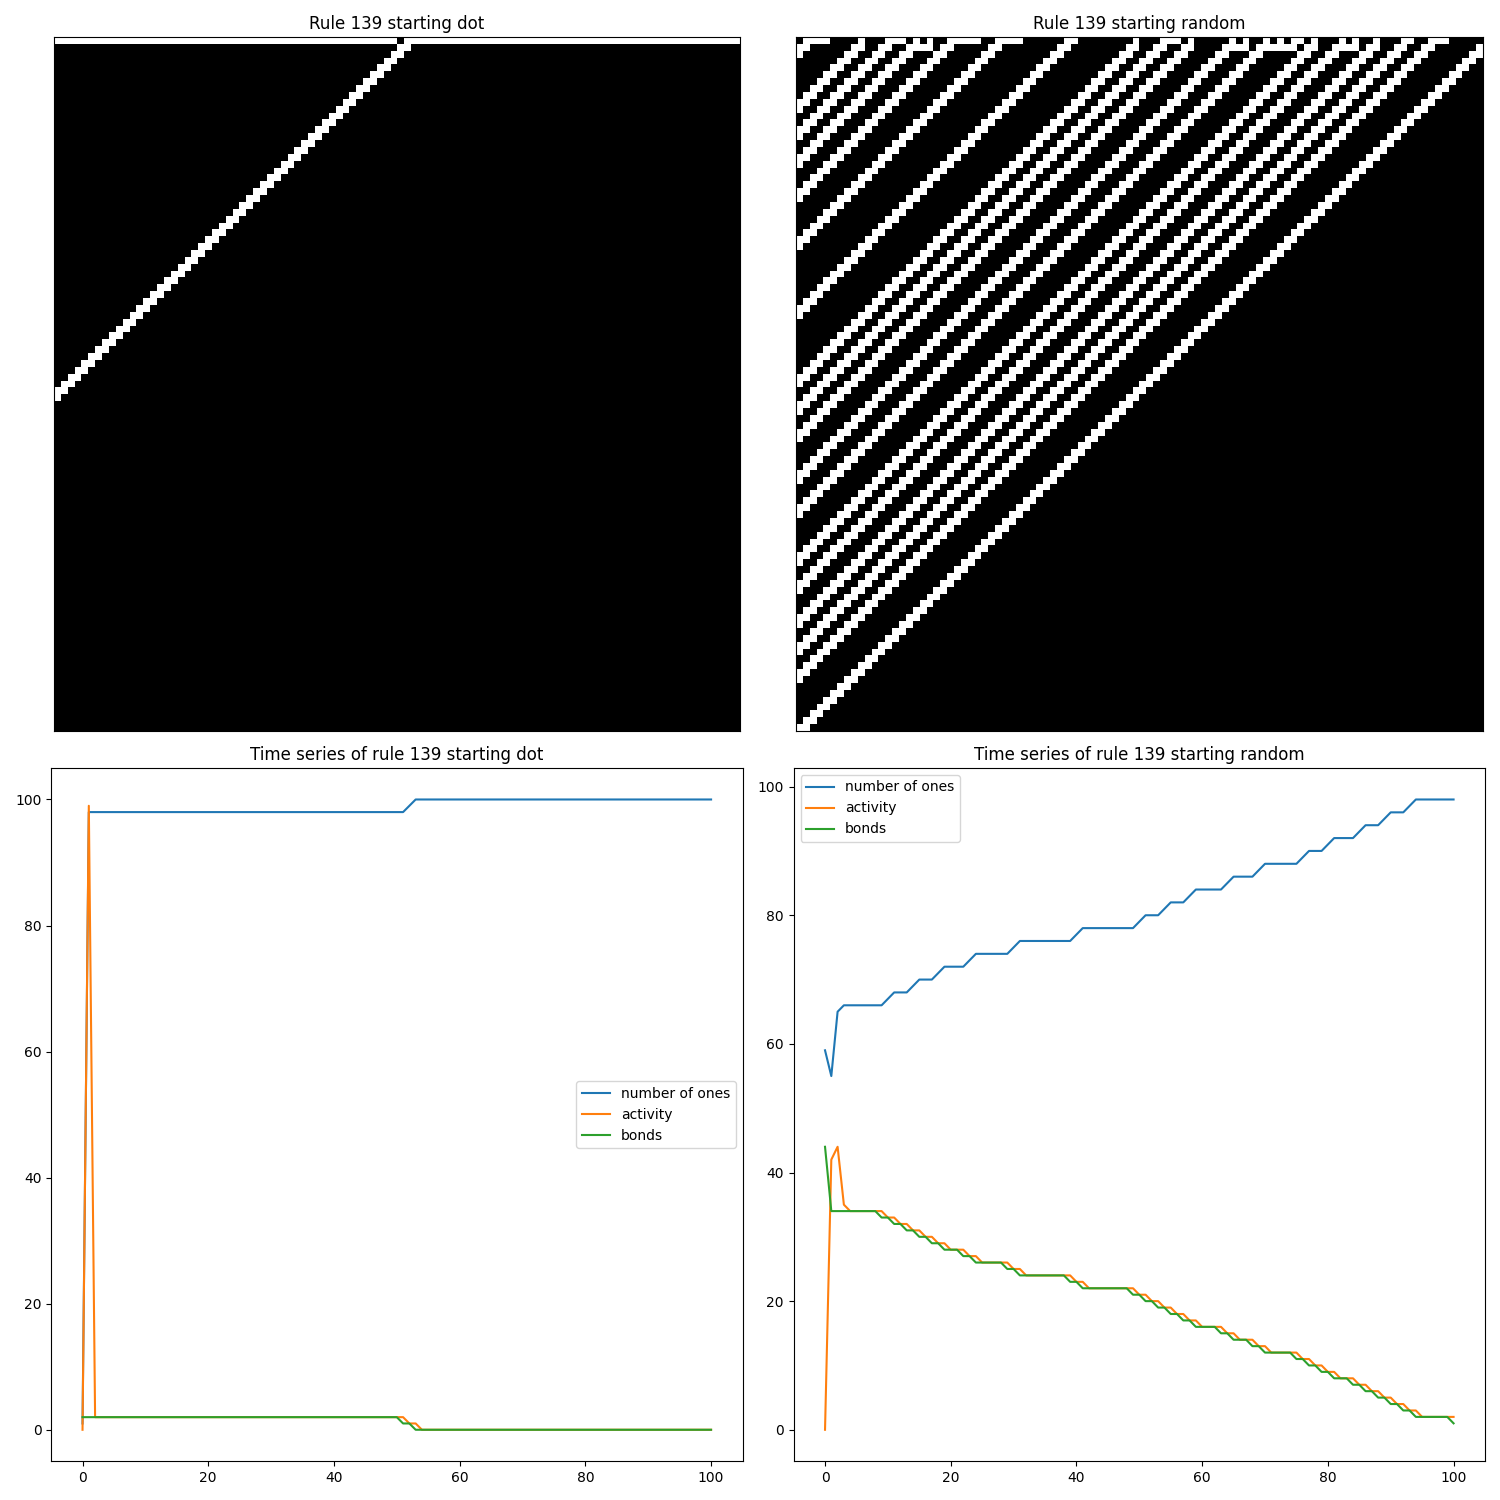 Rule 139 starting dot
Rule 139 starting random
Time series of rule 139 starting dot
100
80
60
40
20
0
number of ones
activity
bonds
0 20 40 60 80 100
Time series of rule 139 starting random
number of ones
activity
bonds
100
80
60
40
20
0
0 20 40 60 80 100